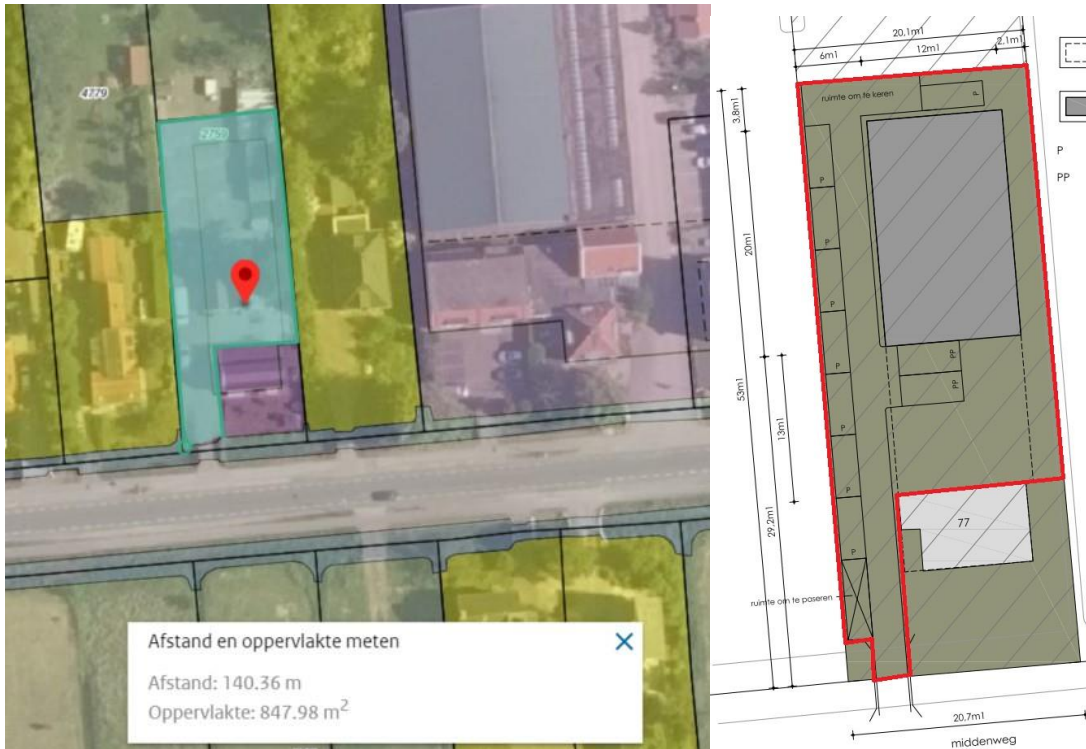 4779
2759
Afstand en oppervlakte meten
Afstand: 140.36 m
Oppervlakte: 847.98 m²
20.1m1
6m1
12m1
2.1m1
ruimte om te keren
P
3.8m1
P
P
PP
P
20m1
P
P
PP
53m1
P
PP
13m1
P
29.2m1
P
77
P
ruimte om te paseren
20.7m1
middenweg